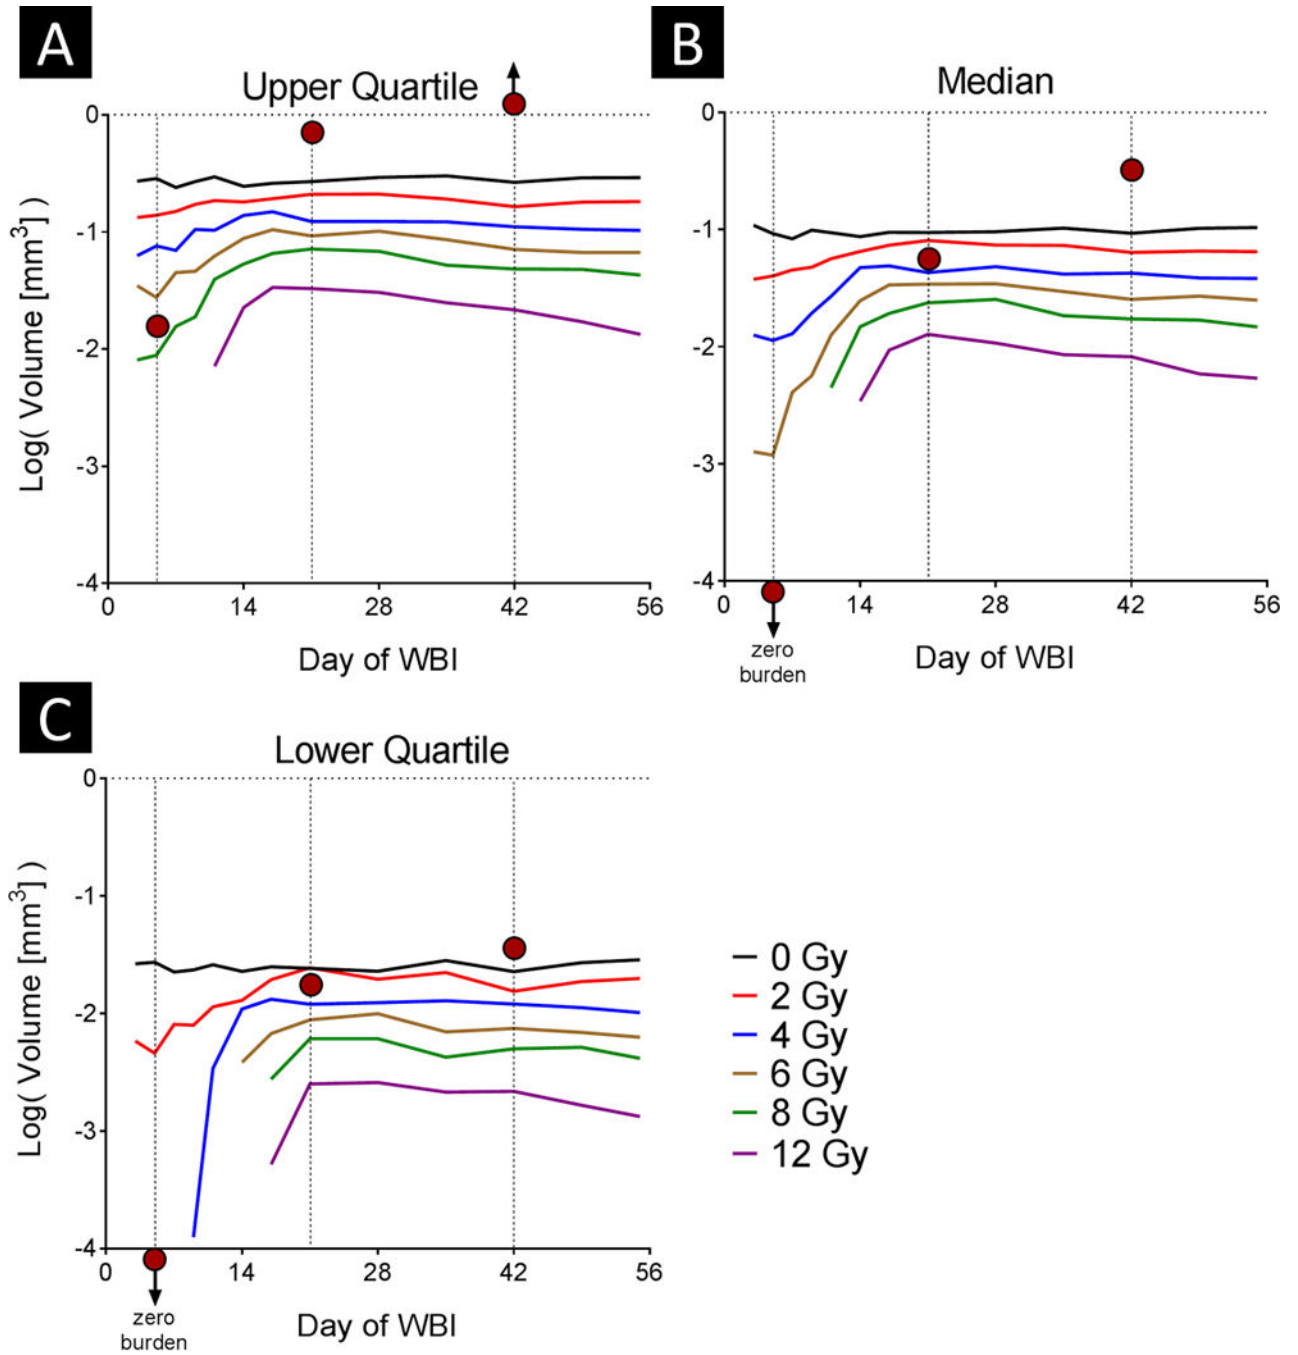 A
Upper Quartile
Log( Volume [mm3] )
0
-1
-2
-3
-4
0 14 28 42 56
Day of WBI
B
Median
0
-1
-2
-3
-4
0 14 28 42 56
zero
burden
Day of WBI
C
Lower Quartile
Log( Volume [mm3] )
0
-1
-2
-3
-4
0 14 28 42 56
zero
burden
Day of WBI
0 Gy
2 Gy
4 Gy
6 Gy
8 Gy
12 Gy